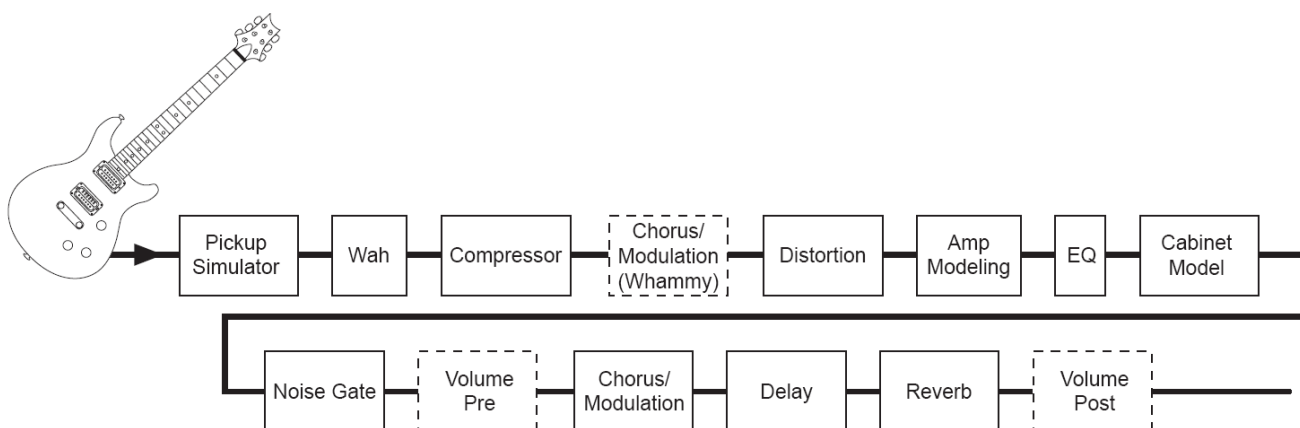 Pickup
Simulator
Wah
Compressor
Chorus/
Modulation
(Whammy)
Distortion
Amp
Modeling
EQ
Cabinet
Model
Noise Gate
Volume
Pre
Chorus/
Modulation
Delay
Reverb
Volume
Post